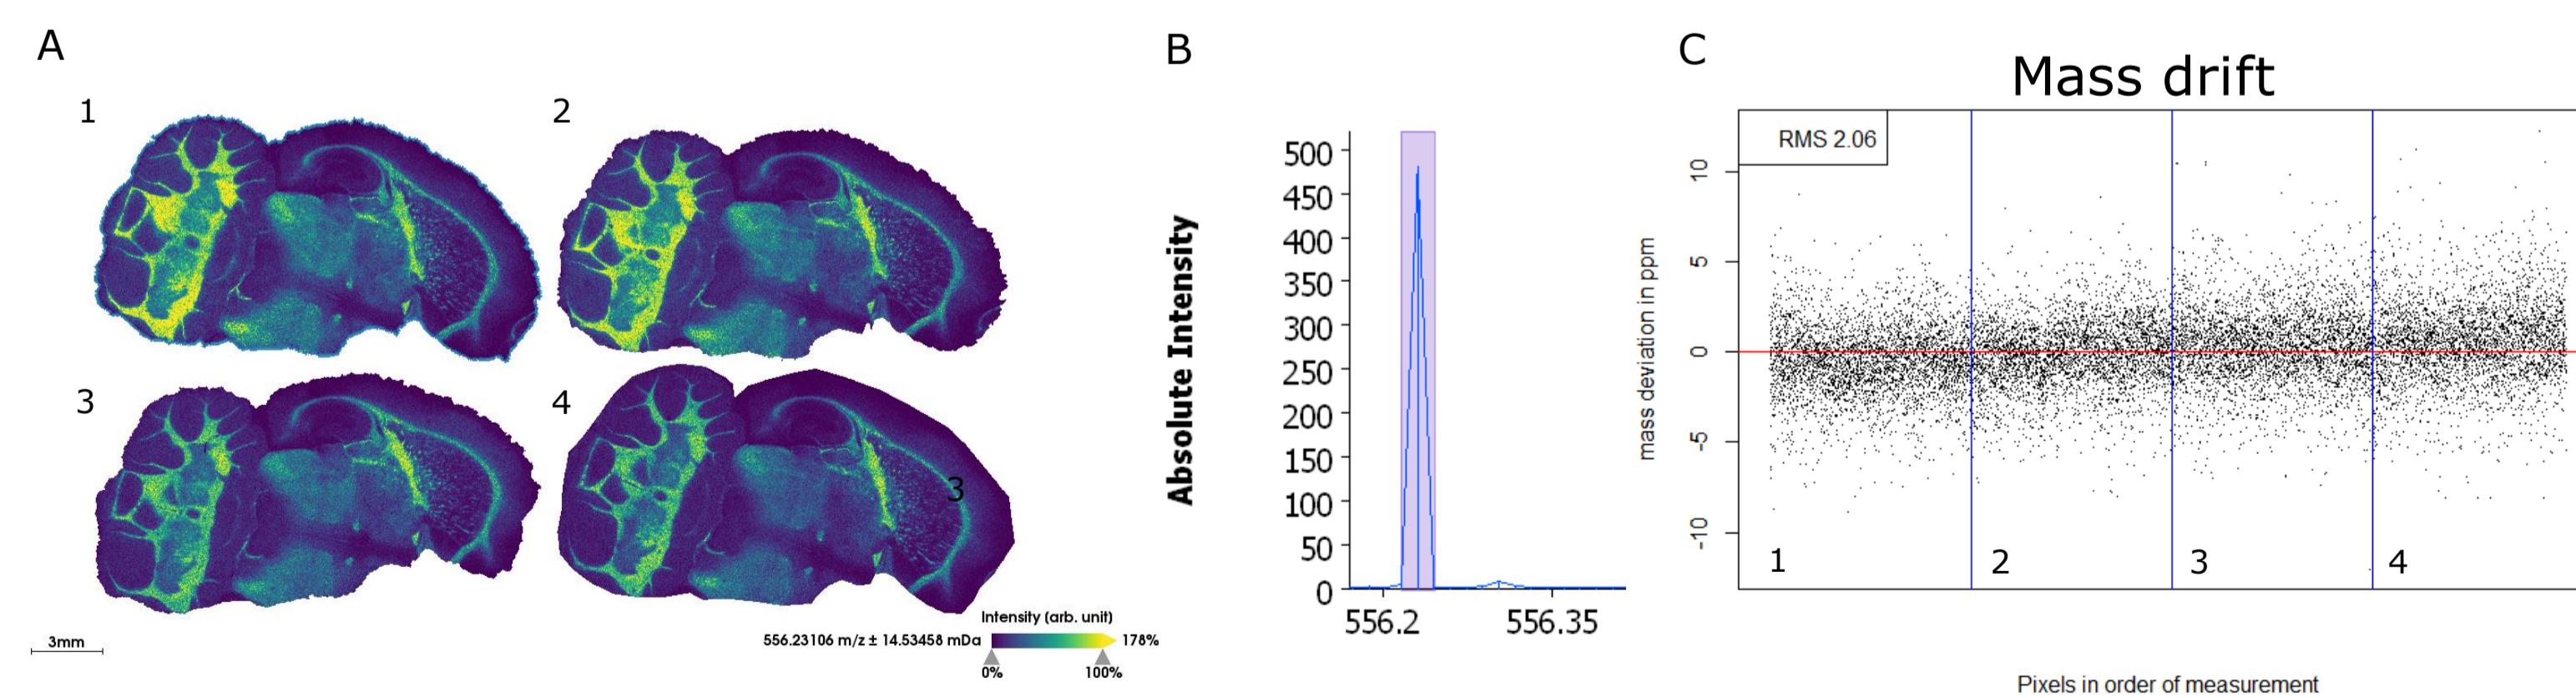 A
1
2
3
4
3
3mm
Intensity (arb. unit)
556.23106 m/z ± 14.53458 mDa
178%
0%
100%
B
Absolute Intensity
500
450
400
350
300
250
200
150
100
50
0
556.2
556.35
C
Mass drift
RMS 2.06
mass deviation in ppm
10
5
0
-5
-10
1
2
3
4
Pixels in order of measurement